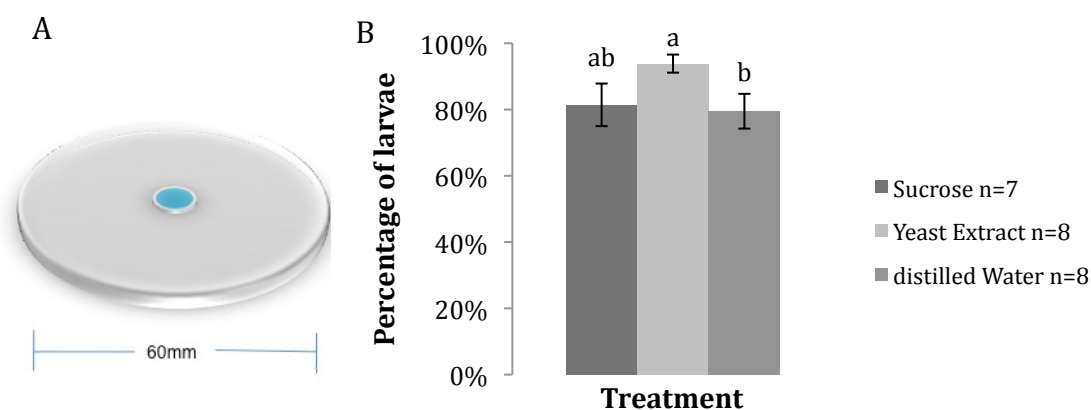 A
60mm
B
Percentage of larvae
100%
80%
60%
40%
20%
0%
ab
a
b
Treatment
Sucrose n=7
Yeast Extract n=8
distilled Water n=8